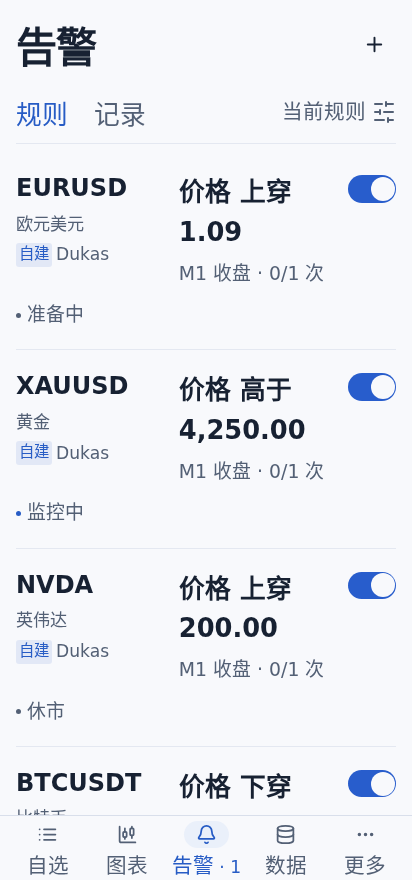 告警
规则 记录 当前规则
EURUSD 价格 上穿
欧元美元 1.09
自建 Dukas M1 收盘 · 0/1 次
• 准备中
XAUUSD 价格 高于
黄金 4,250.00
自建 Dukas M1 收盘 · 0/1 次
• 监控中
NVDA 价格 上穿
英伟达 200.00
自建 Dukas M1 收盘 · 0/1 次
• 休市
BTCUSDT 价格 下穿
自选 图表 告警 · 1 数据 更多